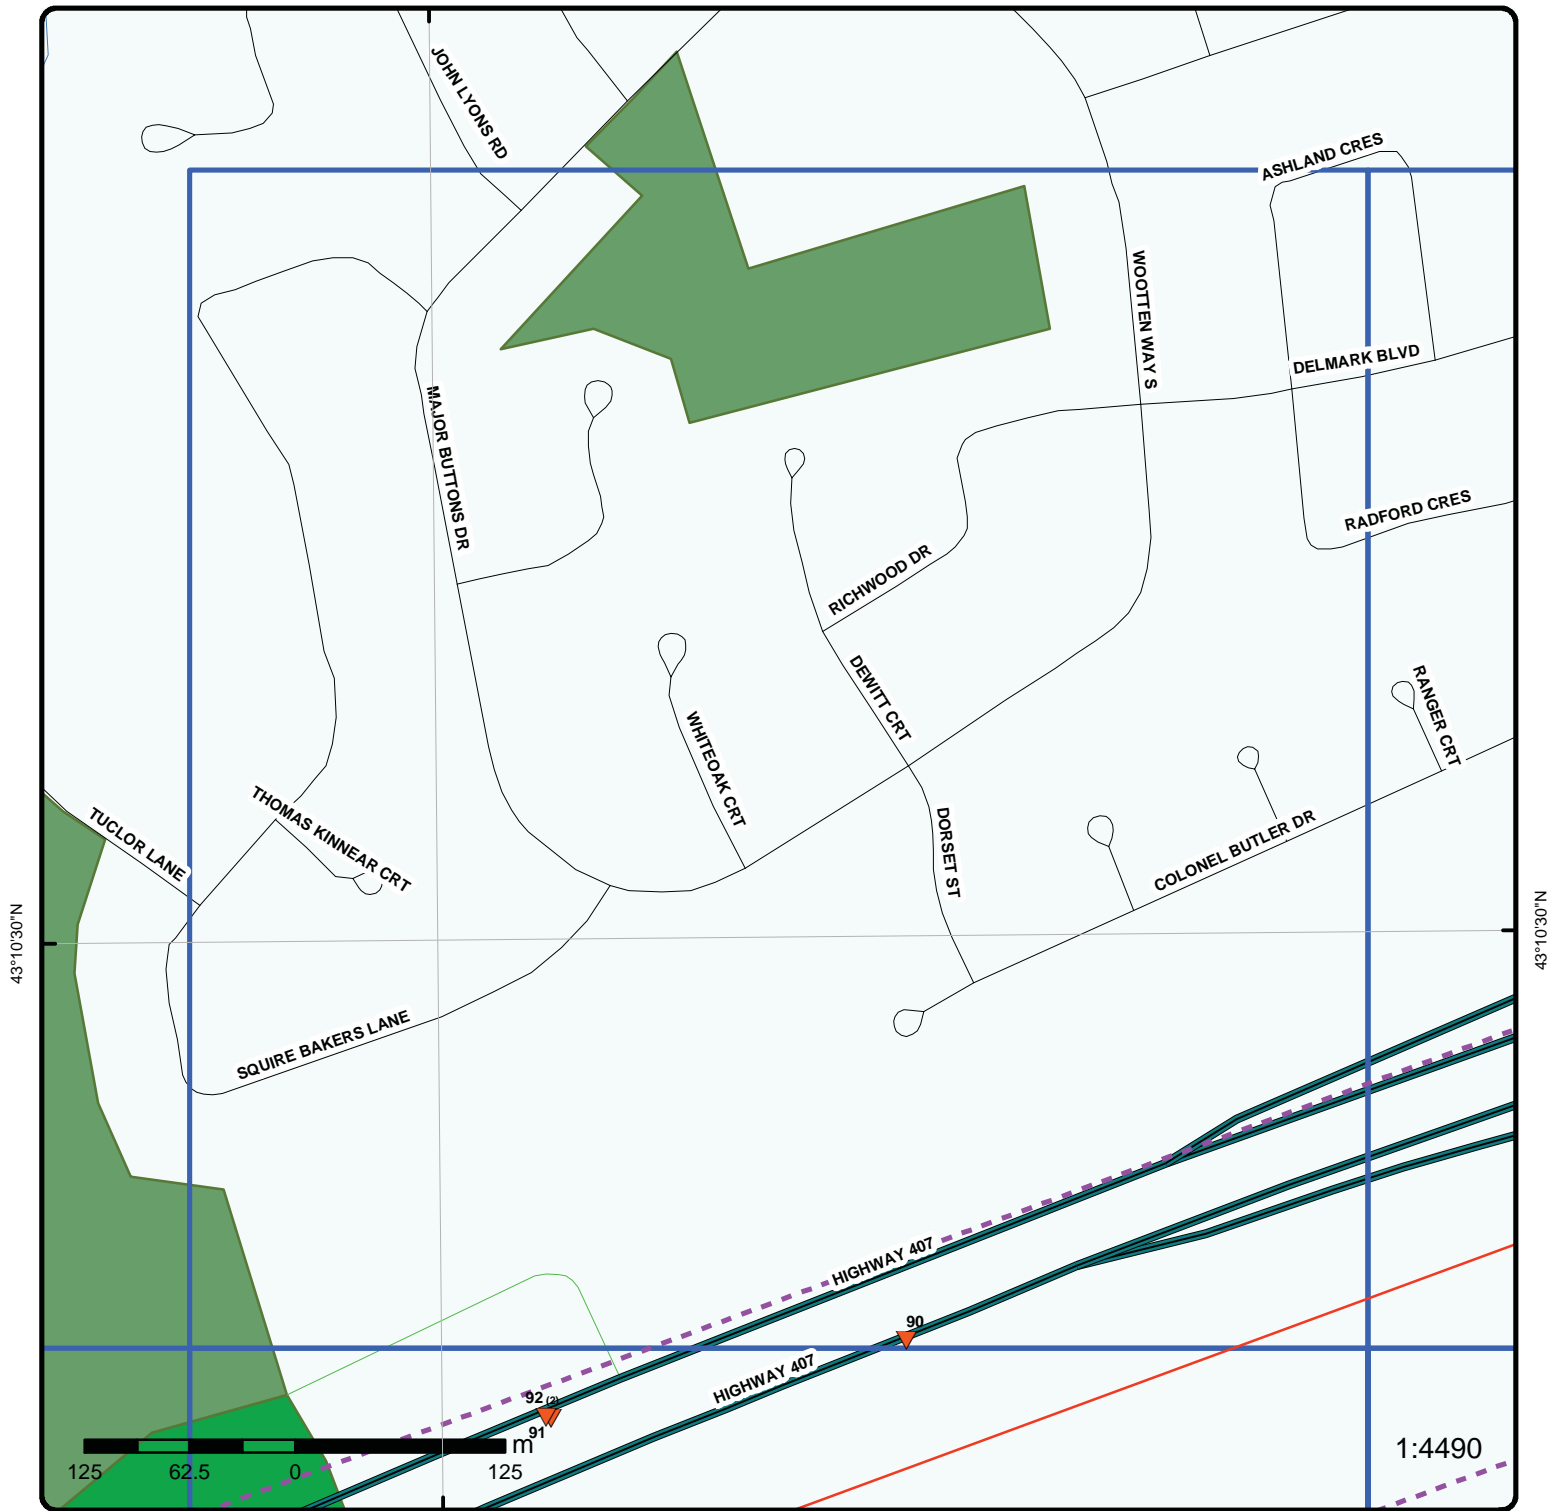 JOHN LYONS RD
ASHLAND CRES
WOOTTEN WAY S
DELMARK BLVD
MAJOR BUTTONS DR
RADFORD CRES
RICHWOOD DR
DEWITT CRT
RANGER CRT
WHITEOAK CRT
THOMAS KINNEAR CRT
TUCLOR LANE
DORSET ST
COLONEL BUTLER DR
43°10'30"N
43°10'30"N
SQUIRE BAKERS LANE
HIGHWAY 407
90
HIGHWAY 407
92 (2)
91
m
125 62.5 0 125
1:4490